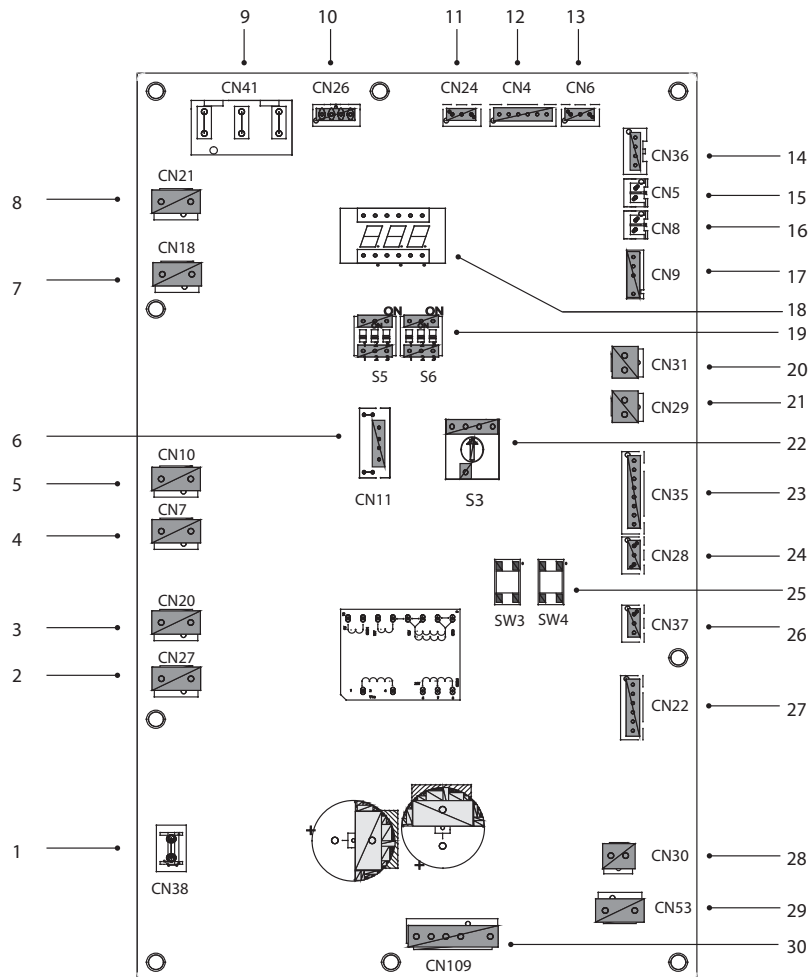 9 10 11 12 13
CN41 CN26 CN24 CN4 CN6
CN36 14
CN21 CN5 15
8 CN8 16
CN18 CN9 17
7
18
ON ON 19
S5 S6
CN31 20
CN29 21
6 22
CN11 S3
CN10
5 CN35 23
CN7
4 CN28 24
SW3 SW4 25
CN20
3 CN37 26
CN27
2 CN22 27
1 CN38
+ +
CN30 28
CN53 29
CN109 30